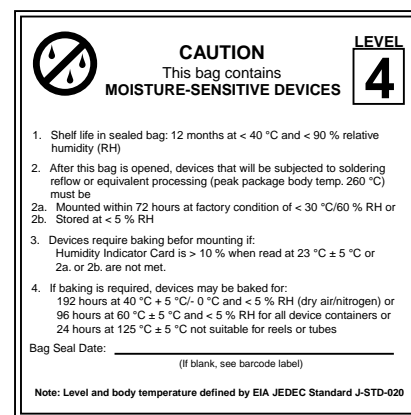 CAUTION
This bag contains
MOISTURE-SENSITIVE DEVICES
LEVEL
4
1. Shelf life in sealed bag: 12 months at < 40 °C and < 90 % relative
humidity (RH)
2. After this bag is opened, devices that will be subjected to soldering
reflow or equivalent processing (peak package body temp. 260 °C)
must be
2a. Mounted within 72 hours at factory condition of < 30 °C/60 % RH or
2b. Stored at < 5 % RH
3. Devices require baking befor mounting if:
Humidity Indicator Card is > 10 % when read at 23 °C ± 5 °C or
2a. or 2b. are not met.
4. If baking is required, devices may be baked for:
192 hours at 40 °C + 5 °C/- 0 °C and < 5 % RH (dry air/nitrogen) or
96 hours at 60 °C ± 5 °C and < 5 % RH for all device containers or
24 hours at 125 °C ± 5 °C not suitable for reels or tubes
Bag Seal Date:
(If blank, see barcode label)
Note: Level and body temperature defined by EIA JEDEC Standard J-STD-020